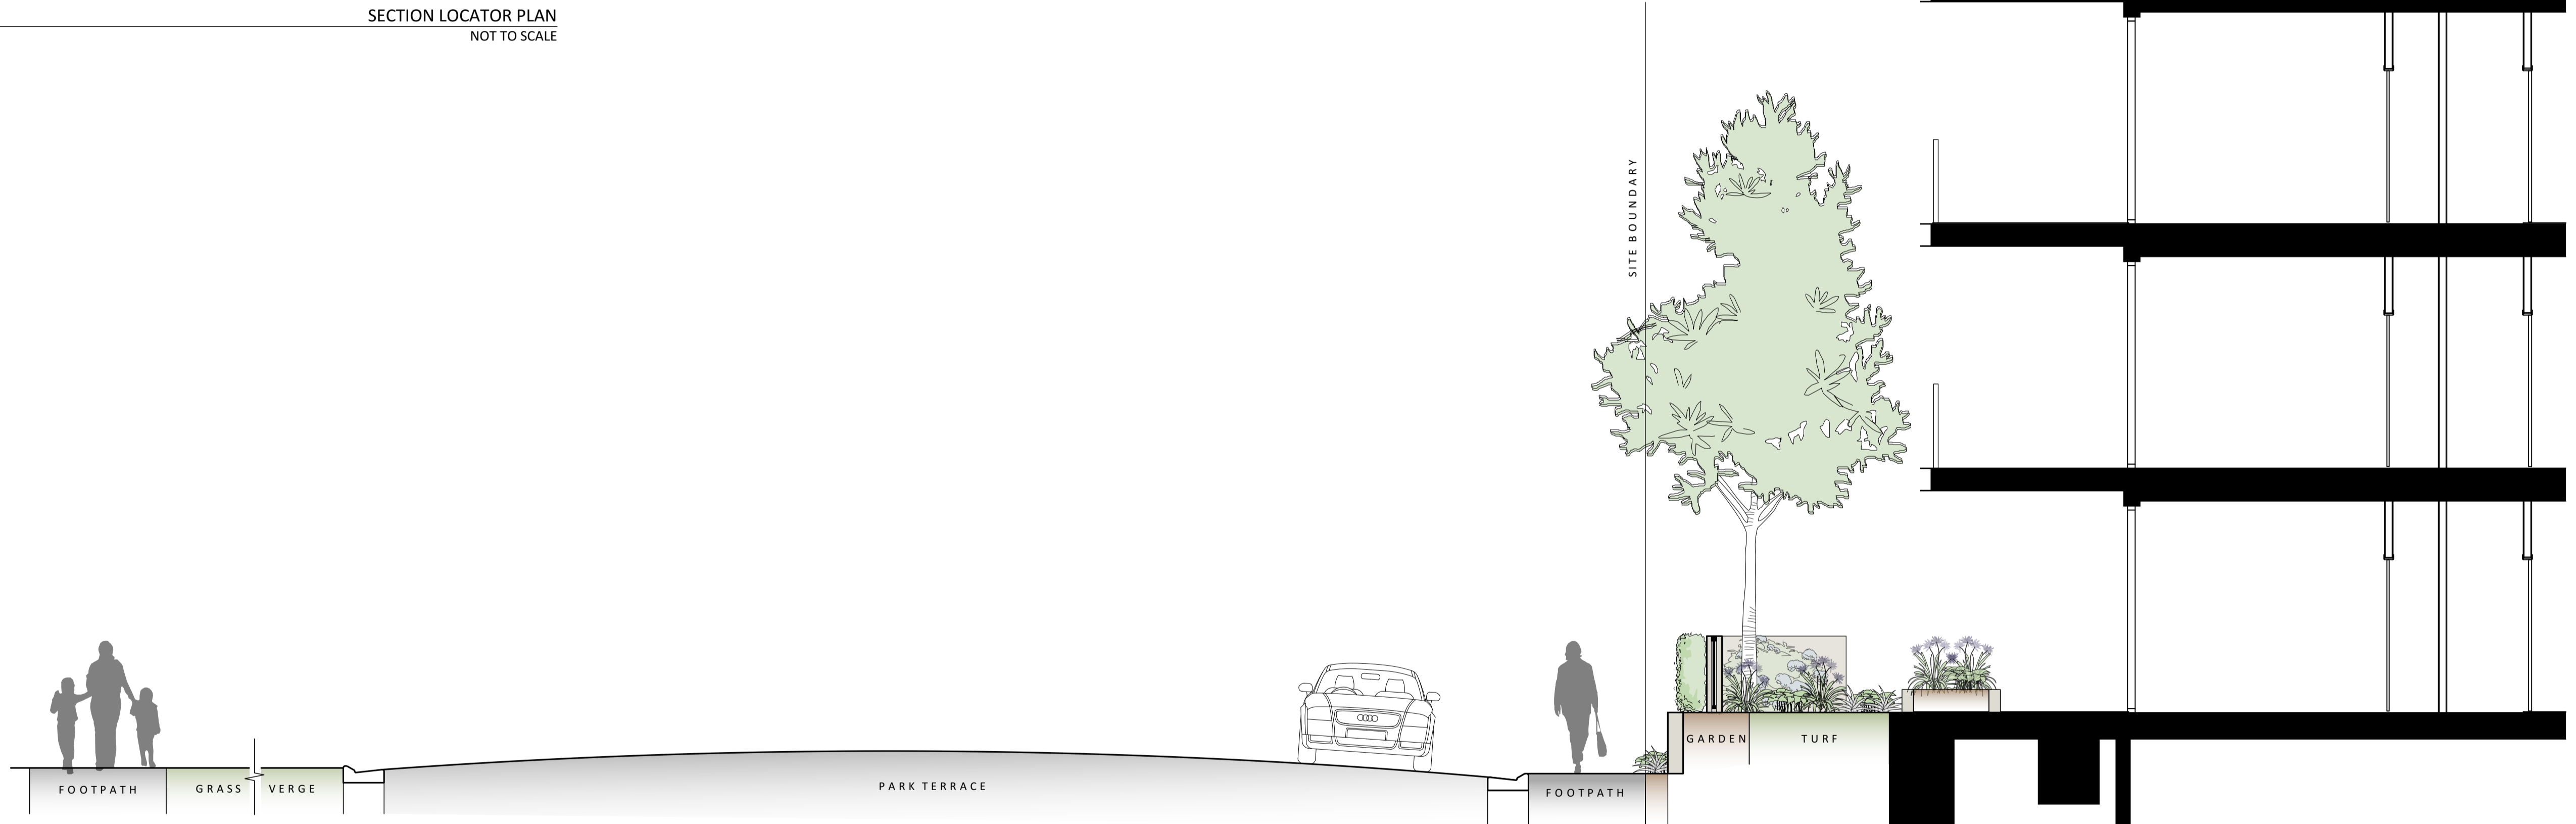 SECTION LOCATOR PLAN
NOT TO SCALE
SITE BOUNDARY
FOOTPATH
GRASS VERGE
PARK TERRACE
FOOTPATH
GARDEN
TURF